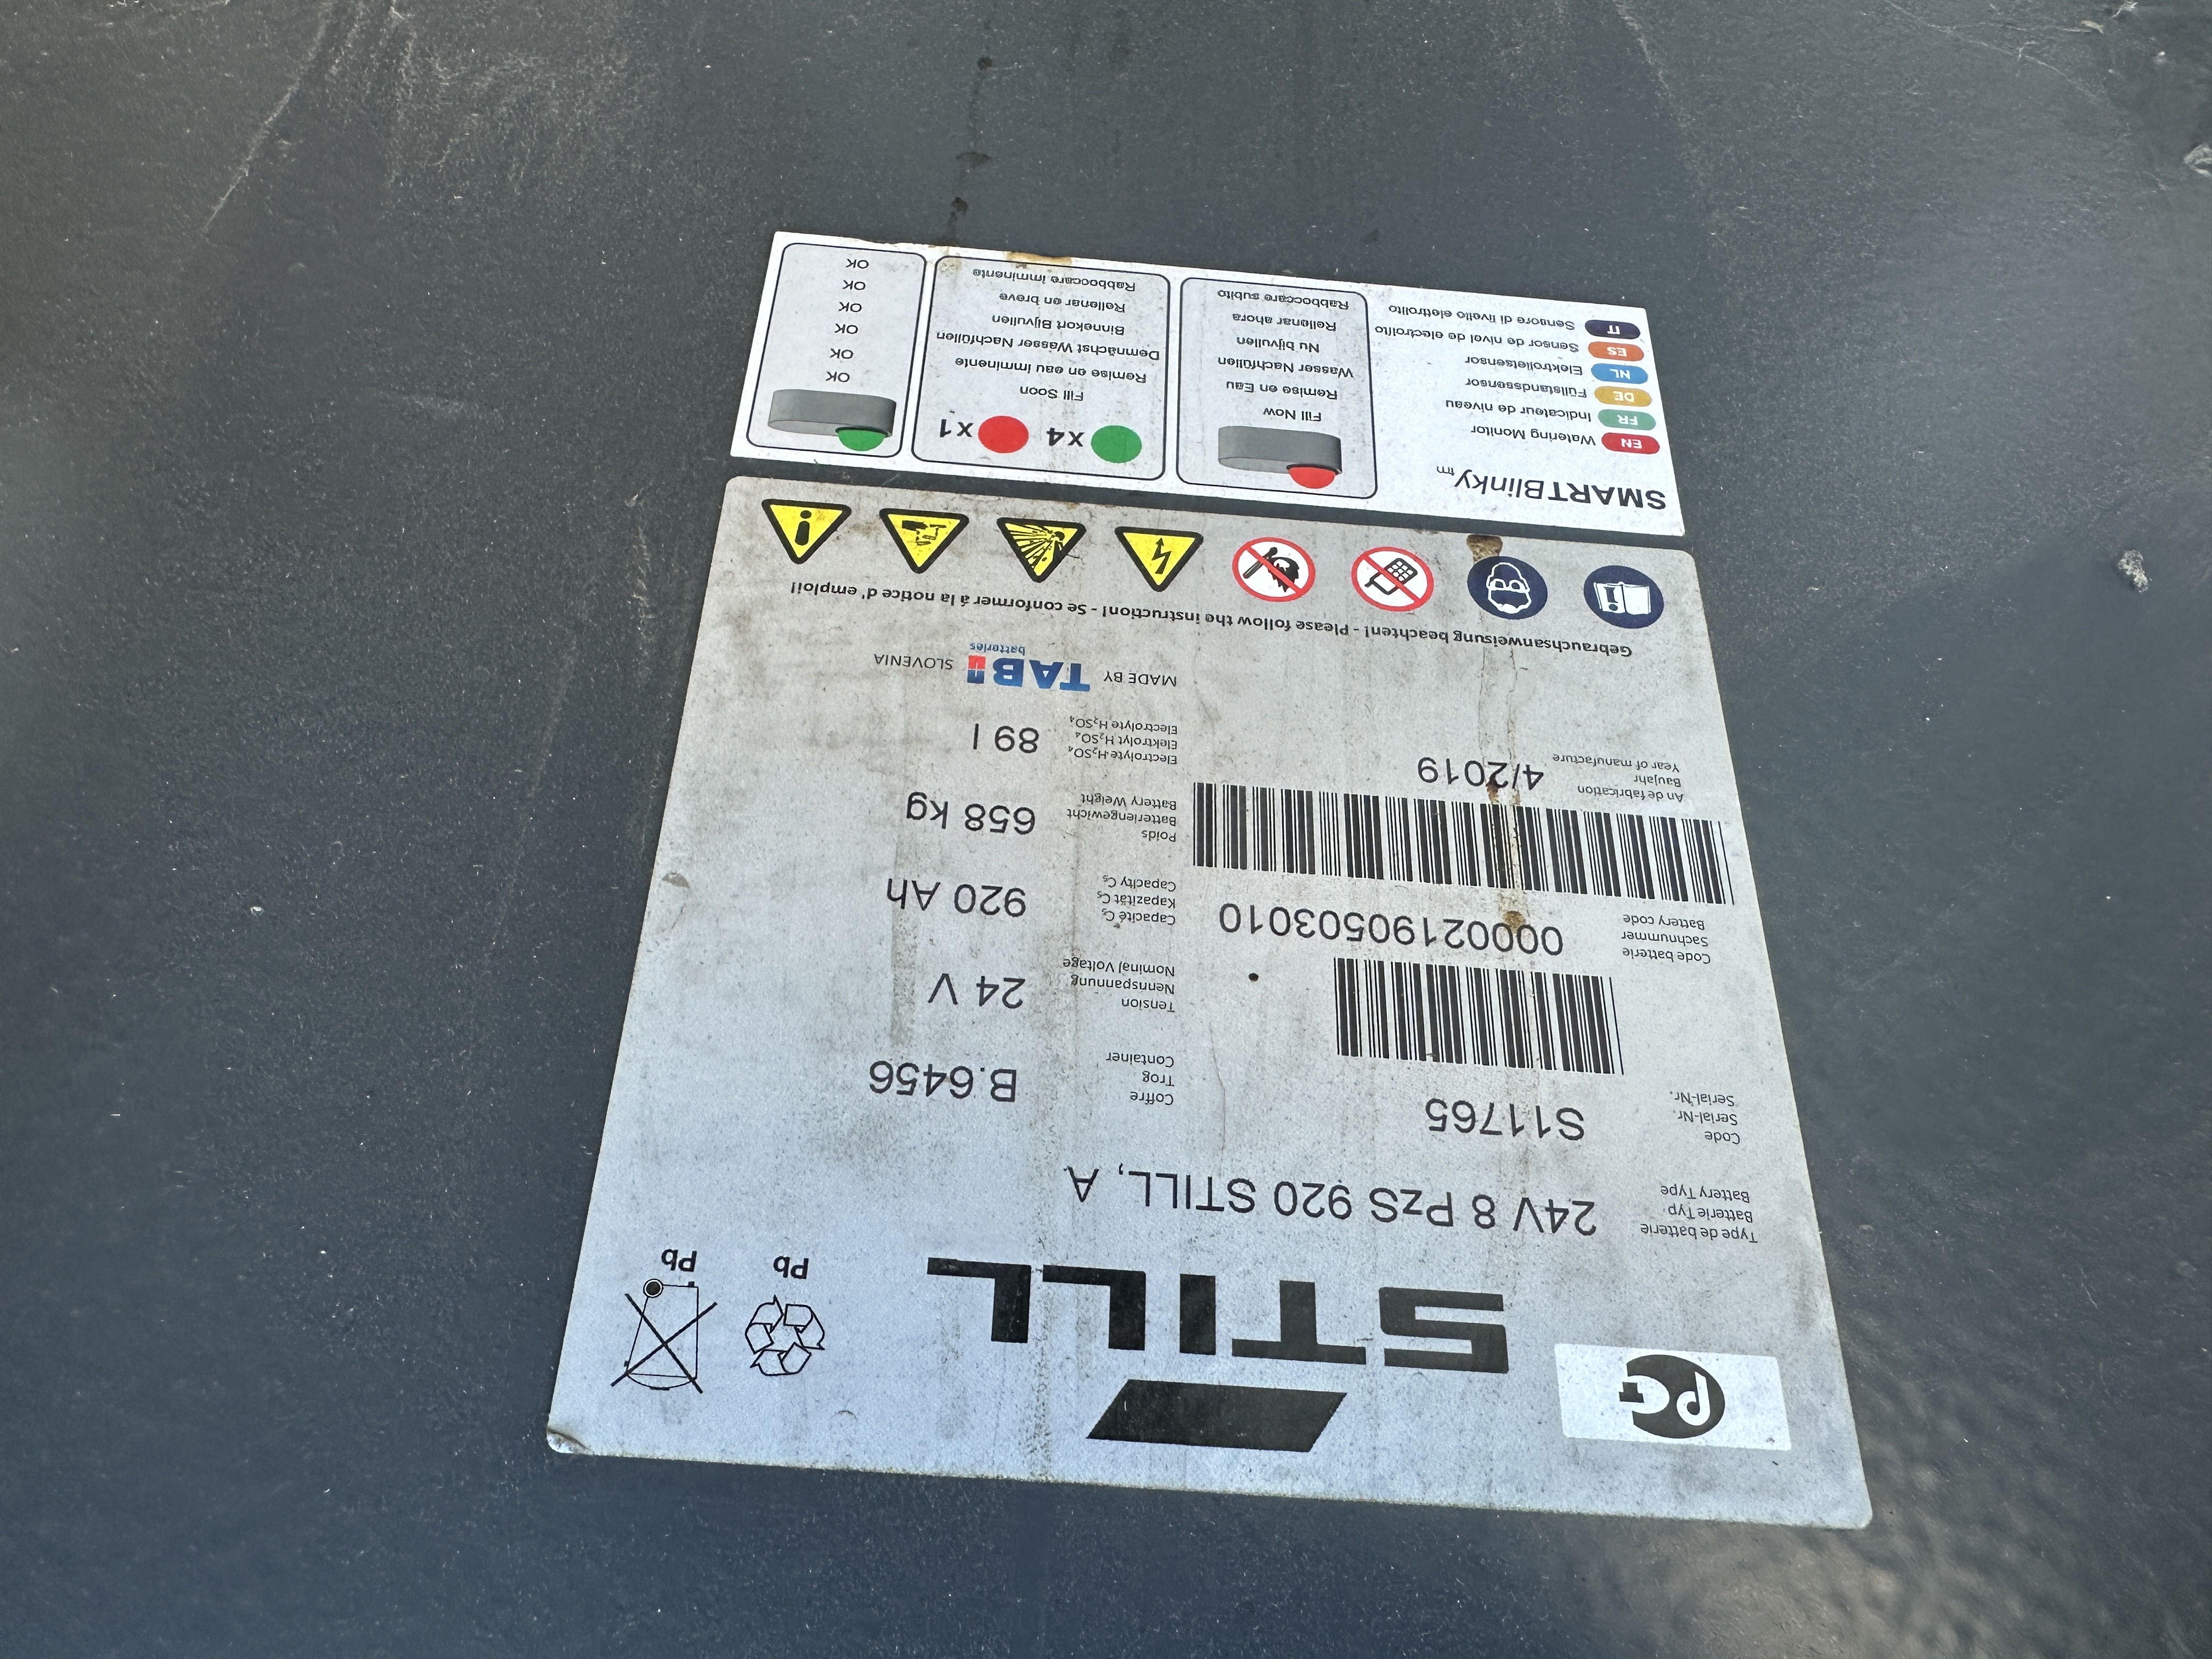 STILL
PCT
Pb
Pb
Type de batterie
Batterie Typ
Battery Type
24V 8 PzS 920 STILL, A
Code
Serial-Nr.
Serial-Nr.
S11765
Coffre
Trog
Container
B.6456
Code batterie
Sachnummer
Battery code
00002190503010
Tension
Nennspannung
Nominal Voltage
24 V
Capacité C₅
Kapazität C₅
Capacity C₅
920 Ah
An de fabrication
Baujahr
Year of manufacture
4/2019
Poids
Batteriengewicht
Battery Weight
658 kg
Electrolyte H₂SO₄
Elektrolyt H₂SO₄
Electrolyte H₂SO₄
89 l
MADE BY TAB batteries SLOVENIA
Gebrauchsanweisung beachten! - Please follow the instruction! - Se conformer á la notice d' emploi!
SMARTBlinky tm
EN Watering Monitor
FR Indicateur de niveau
DE Füllstandssensor
NL Elektrolietsensor
ES Sensor de nivel de electrolito
IT Sensore di livello elettrolito
Fill Now
Remise en Eau
Wasser Nachfüllen
Nu bijvullen
Rellenar ahora
Rabboccare subito
x4 x1
Fill Soon
Remise en eau imminente
Demnächst Wasser Nachfüllen
Binnekort Bijvullen
Rellenar en breve
Rabboccare imminente
OK
OK
OK
OK
OK
OK